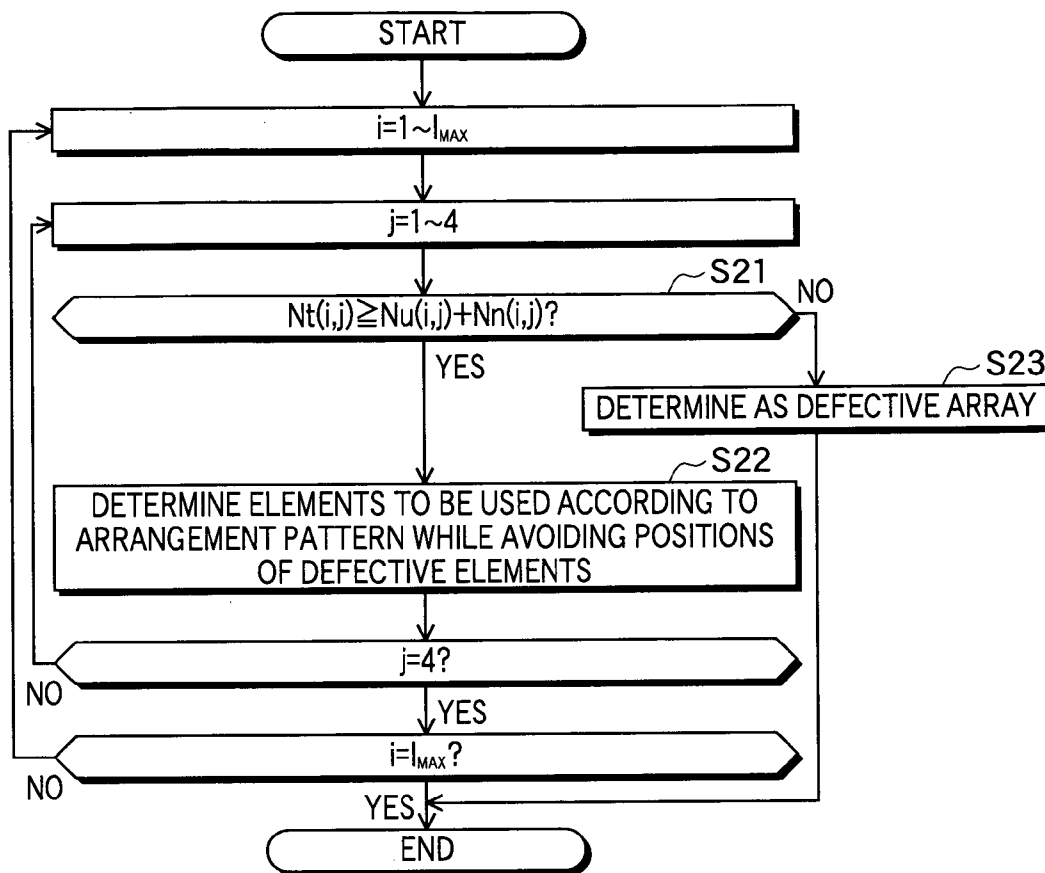 START
i=1~I_MAX
j=1~4
S21
Nt(i,j)≧Nu(i,j)+Nn(i,j)?
NO
YES
S23
DETERMINE AS DEFECTIVE ARRAY
S22
DETERMINE ELEMENTS TO BE USED ACCORDING TO
ARRANGEMENT PATTERN WHILE AVOIDING POSITIONS
OF DEFECTIVE ELEMENTS
j=4?
NO
YES
i=I_MAX?
NO
YES
END